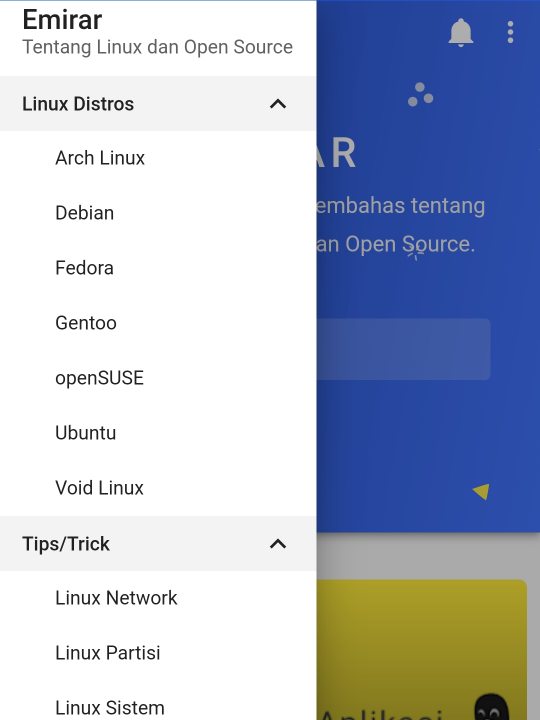 Emirar
Tentang Linux dan Open Source
Linux Distros
Arch Linux
Debian
Fedora
Gentoo
openSUSE
Ubuntu
Void Linux
Tips/Trick
Linux Network
Linux Partisi
Linux Sistem
AR
embahas tentang
an Open Source.
Aplikasi